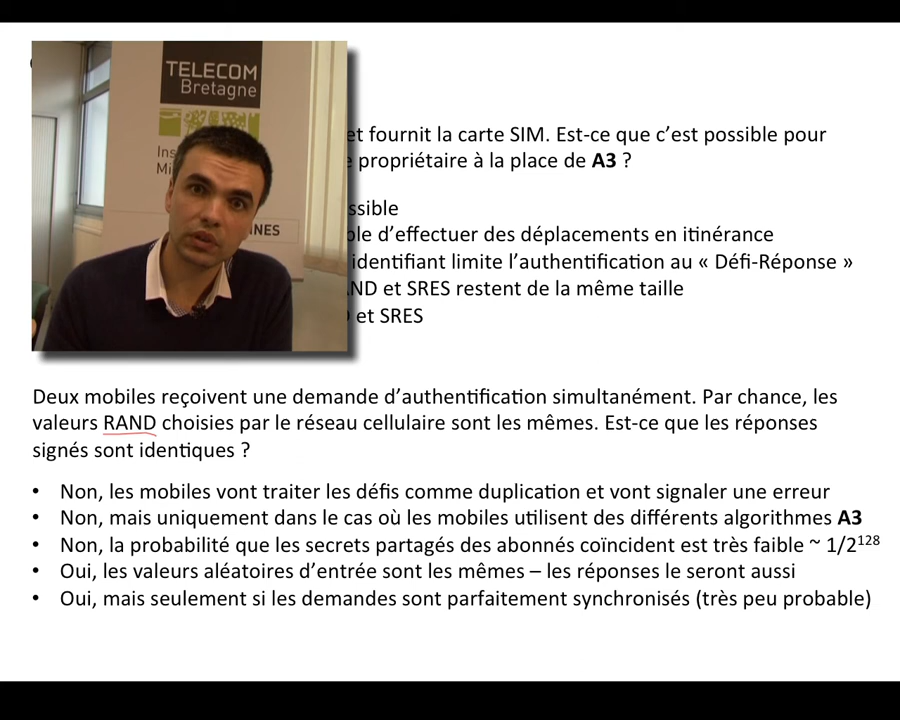 TELECOM
Bretagne
Ins
Mi
NNES
et fournit la carte SIM. Est-ce que c'est possible pour
propriétaire à la place de A3 ?
ssible
ble d'effectuer des déplacements en itinérance
identifiant limite l'authentification au « Défi-Réponse »
AND et SRES restent de la même taille
et SRES
Deux mobiles reçoivent une demande d'authentification simultanément. Par chance, les
valeurs RAND choisies par le réseau cellulaire sont les mêmes. Est-ce que les réponses
signés sont identiques ?
• Non, les mobiles vont traiter les défis comme duplication et vont signaler une erreur
• Non, mais uniquement dans le cas où les mobiles utilisent des différents algorithmes A3
• Non, la probabilité que les secrets partagés des abonnés coïncident est très faible ~ 1/2¹²⁸
• Oui, les valeurs aléatoires d'entrée sont les mêmes – les réponses le seront aussi
• Oui, mais seulement si les demandes sont parfaitement synchronisés (très peu probable)